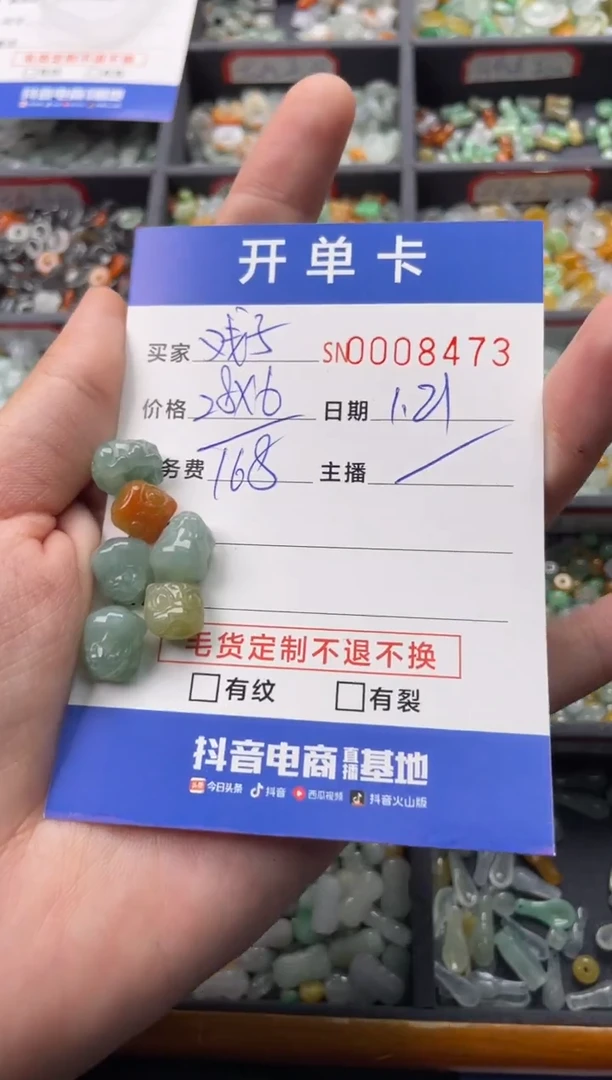 开单卡
买家 SN0008473
价格 28X6 日期 1.21
务费 168 主播 /
毛货定制不退不换
有纹 有裂
抖音电商直播基地
今日头条 抖音 西瓜视频 抖音火山版